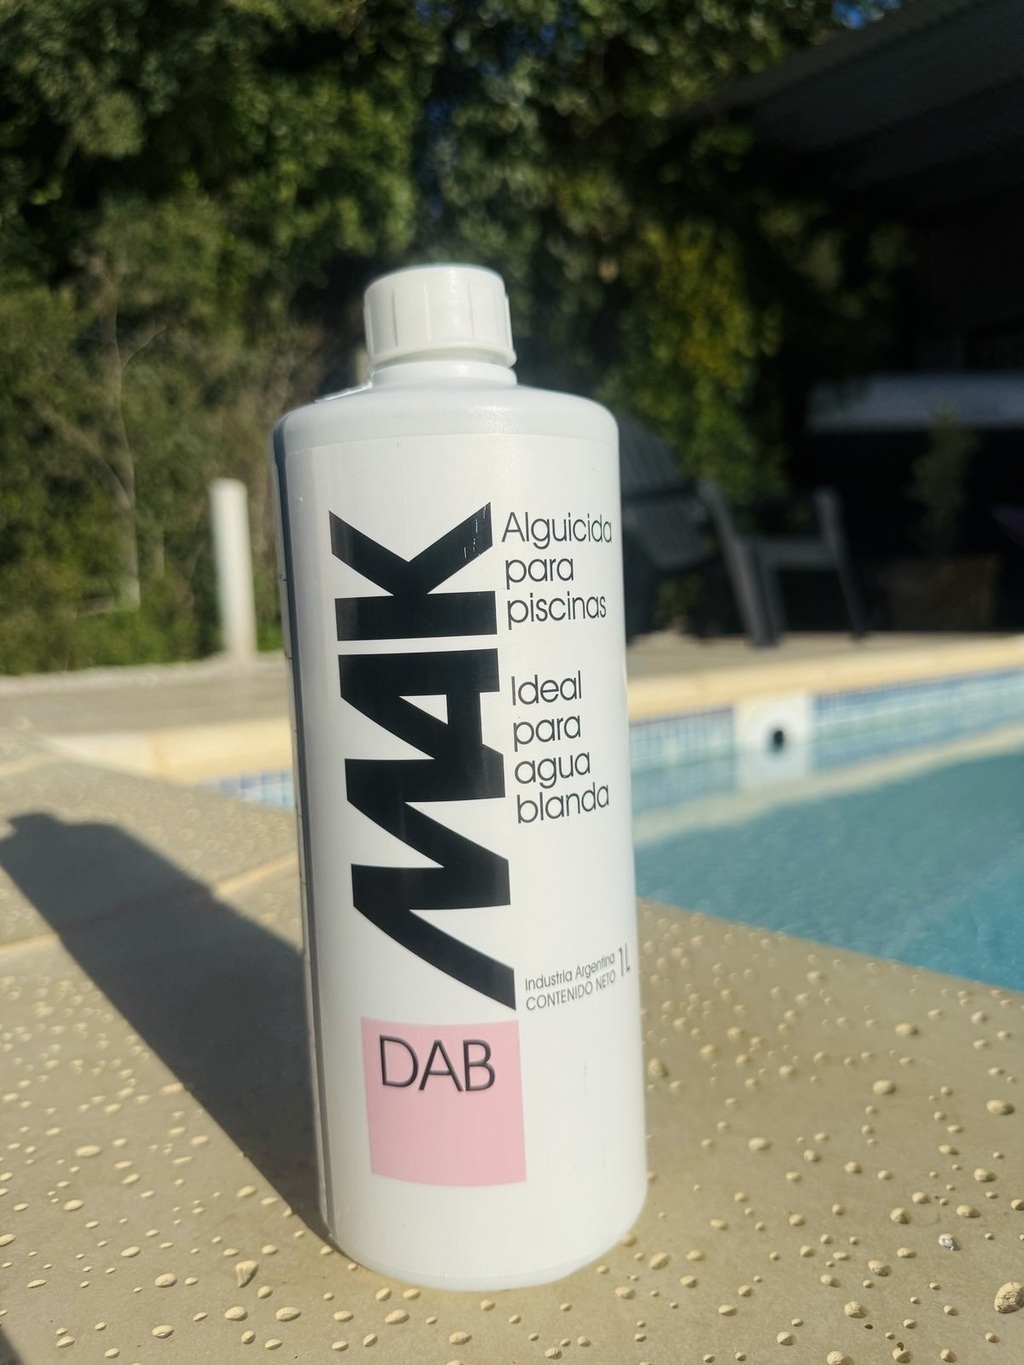 MAK
Alguicida
para
piscinas
Ideal
para
agua
blanda
Industria Argentina
CONTENIDO NETO 1L
DAB